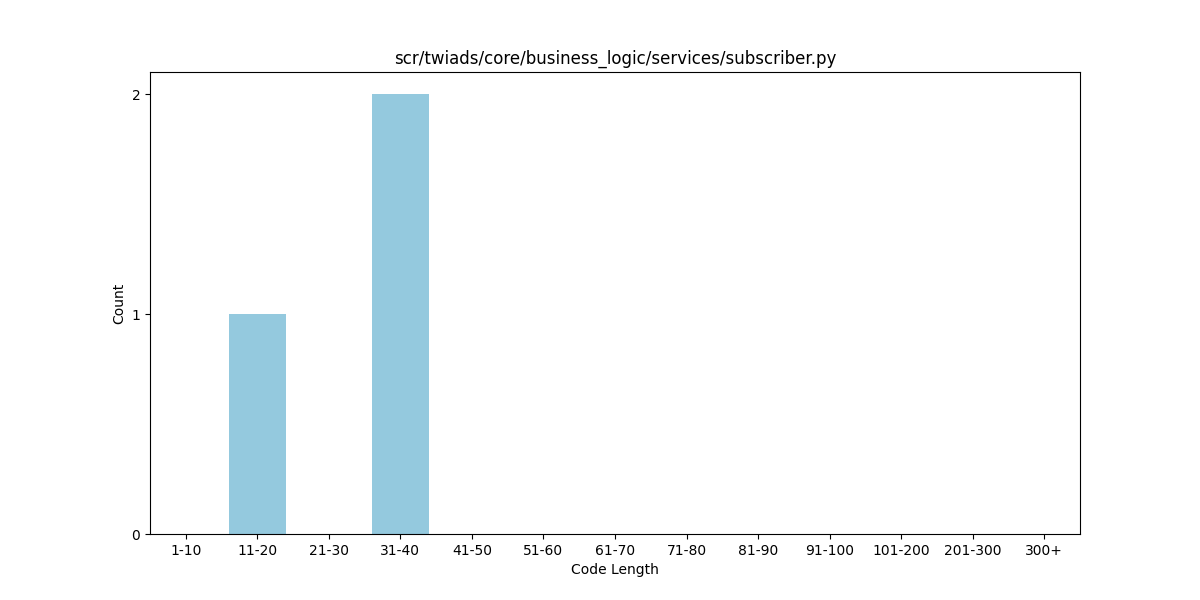 scr/twiads/core/business_logic/services/subscriber.py
2
1
0
Count
1-10 11-20 21-30 31-40 41-50 51-60 61-70 71-80 81-90 91-100 101-200 201-300 300+
Code Length